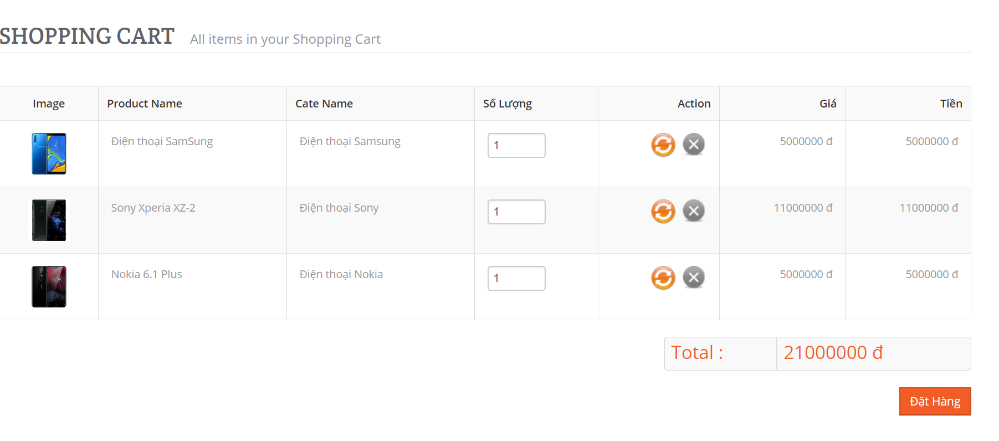 SHOPPING CART All items in your Shopping Cart
Image Product Name Cate Name Số Lượng Action Giá Tiền
Điện thoại SamSung Điện thoại Samsung 1 5000000 đ 5000000 đ
Sony Xperia XZ-2 Điện thoại Sony 1 11000000 đ 11000000 đ
Nokia 6.1 Plus Điện thoại Nokia 1 5000000 đ 5000000 đ
Total : 21000000 đ
Đặt Hàng